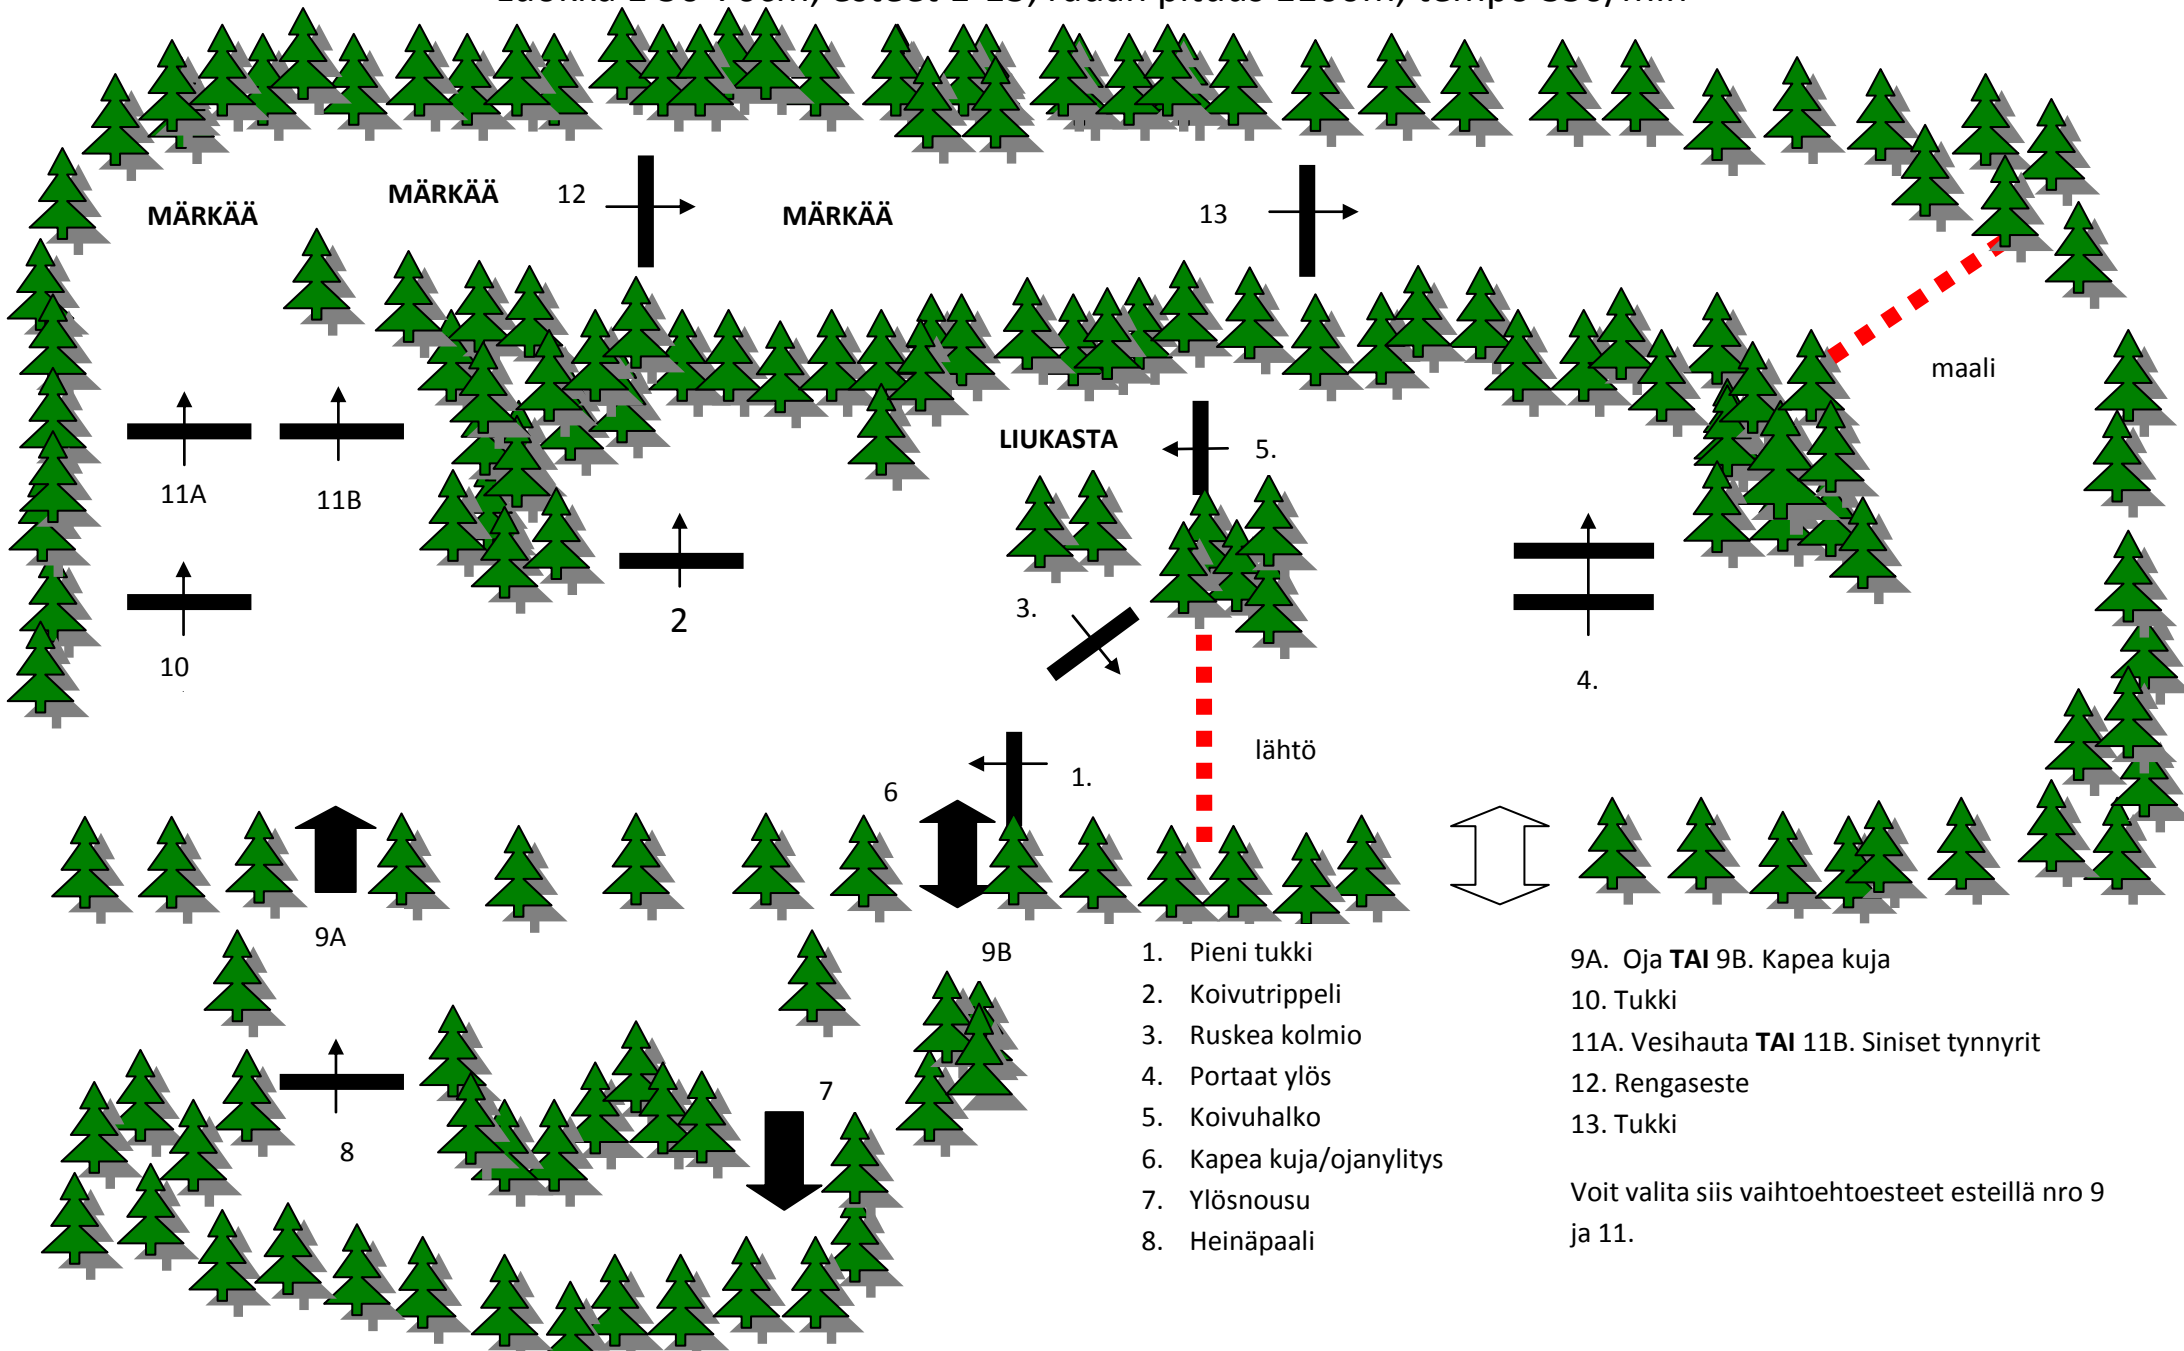 MÄRKÄÄ
MÄRKÄÄ
12
MÄRKÄÄ
13
maali
LIUKASTA
5.
11A
11B
2
3.
4.
10
lähtö
1.
6
9A
9B
7
8
1. Pieni tukki
2. Koivutrippeli
3. Ruskea kolmio
4. Portaat ylös
5. Koivuhalko
6. Kapea kuja/ojanylitys
7. Ylösnousu
8. Heinäpaali
9A. Oja TAI 9B. Kapea kuja
10. Tukki
11A. Vesihauta TAI 11B. Siniset tynnyrit
12. Rengaseste
13. Tukki
Voit valita siis vaihtoehtoesteet esteillä nro 9
ja 11.